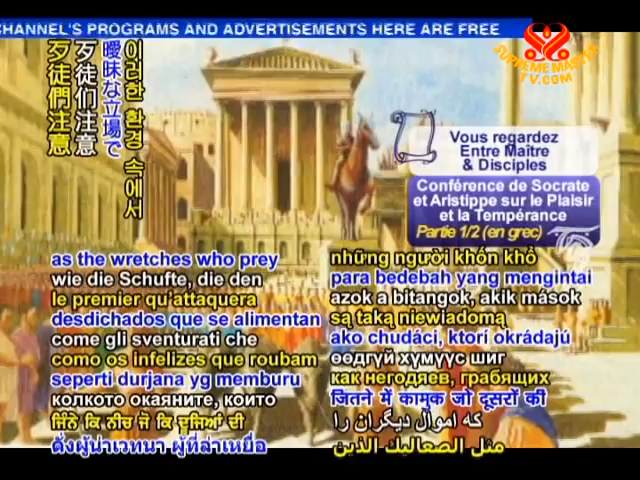 CHANNEL'S PROGRAMS AND ADVERTISEMENTS HERE ARE FREE
SUPREME MASTER
TV.COM
이러한 환경 속에서
曖昧な立場で
歹徒们注意
歹徒們注意
Vous regardez
Entre Maître
& Disciples
Conférence de Socrate
et Aristippe sur le Plaisir
et la Tempérance
Partie 1/2 (en grec)
as the wretches who prey
wie die Schufte, die den
le premier qu'attaquera
desdichados que se alimentan
come gli sventurati che
como os infelizes que roubam
seperti durjana yg memburu
колкото окаяните, които
ਜਿੰਨੇ ਕਿ ਨੀਚ ਜੋ ਕਿ ਦੂਜਿਆਂ ਦੀ
ดั่งผู้น่าเวทนา ผู้ที่ล่าเหยื่อ
những người khốn khổ
para bedebah yang mengintai
azok a bitangok, akik mások
są taką niewiadomą
ako chudáci, ktorí okrádajú
өөдгүй хүмүүс шиг
как негодяев, грабящих
जितने में कामुक जो दूसरों की
که اموال دیگران را
مثل الصعاليك الذين